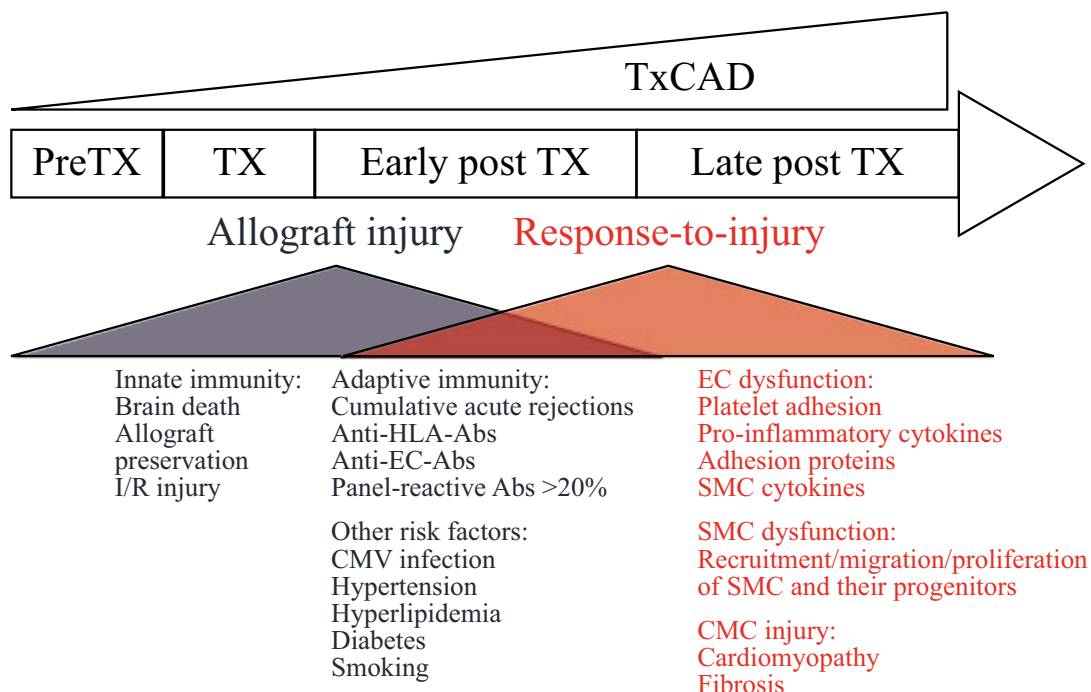 TxCAD
PreTX
TX
Early post TX
Late post TX
Allograft injury
Response-to-injury
Innate immunity:
Brain death
Allograft
preservation
I/R injury
Adaptive immunity:
Cumulative acute rejections
Anti-HLA-Abs
Anti-EC-Abs
Panel-reactive Abs >20%
Other risk factors:
CMV infection
Hypertension
Hyperlipidemia
Diabetes
Smoking
EC dysfunction:
Platelet adhesion
Pro-inflammatory cytokines
Adhesion proteins
SMC cytokines
SMC dysfunction:
Recruitment/migration/proliferation
of SMC and their progenitors
CMC injury:
Cardiomyopathy
Fibrosis